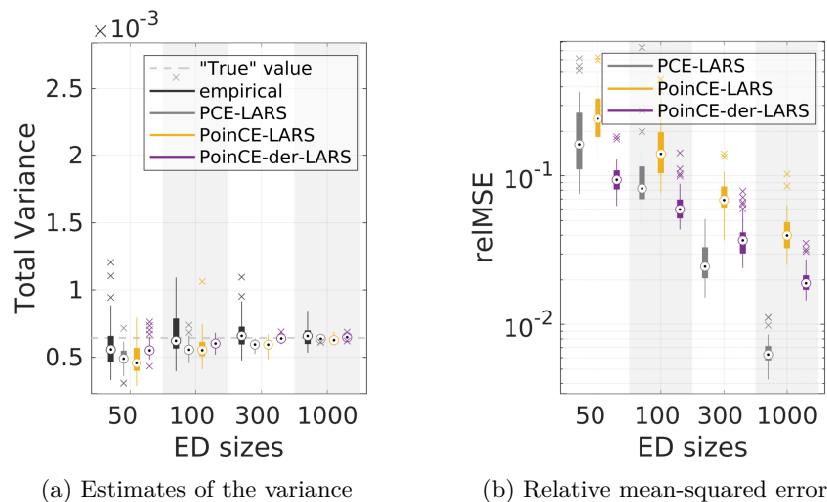 ×10⁻³
"True" value
empirical
PCE-LARS
PoinCE-LARS
PoinCE-der-LARS
Total Variance
2.5
2
1.5
1
0.5
50 100 300 1000
ED sizes
(a) Estimates of the variance
PCE-LARS
PoinCE-LARS
PoinCE-der-LARS
relMSE
10⁻¹
10⁻²
50 100 300 1000
ED sizes
(b) Relative mean-squared error